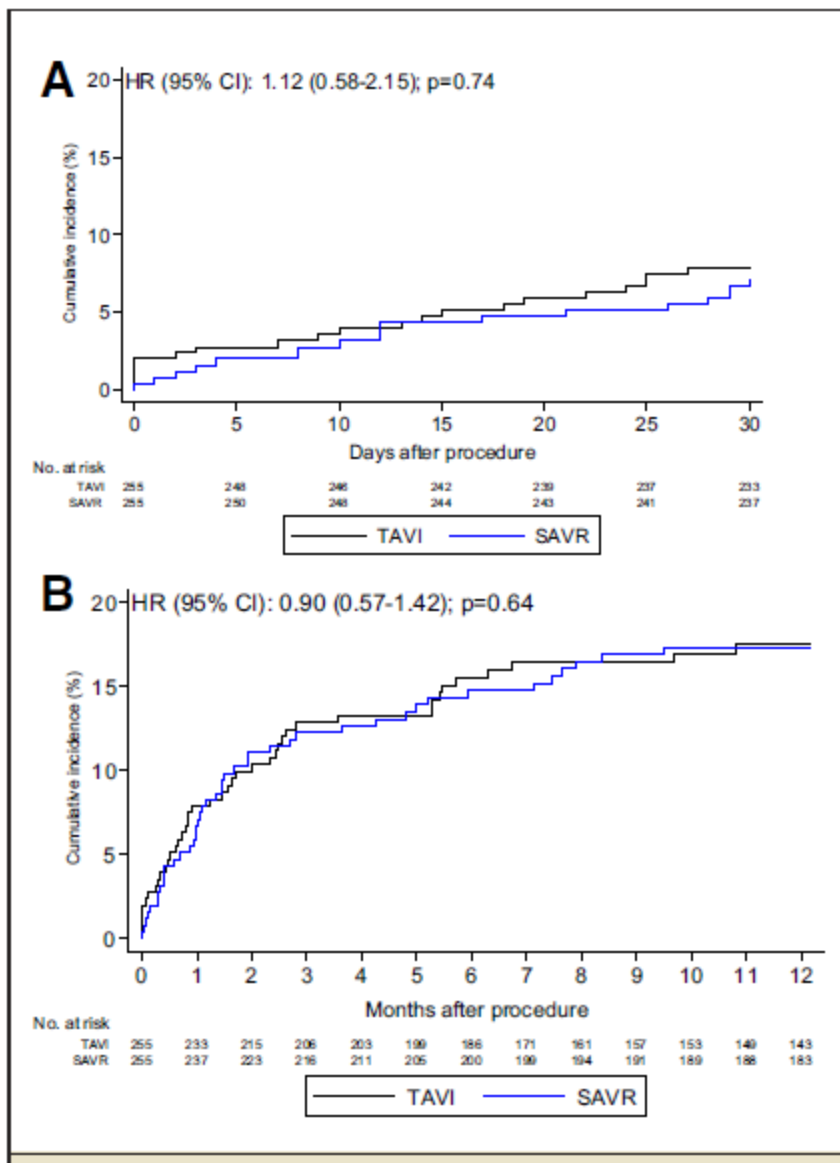 A
HR (95% CI): 1.12 (0.58-2.15); p=0.74
Cumulative incidence (%)
20
15
10
5
0
0 5 10 15 20 25 30
Days after procedure
No. at risk
TAVI 255 248 246 242 239 237 233
SAVR 255 250 248 244 243 241 237
TAVI SAVR
B
HR (95% CI): 0.90 (0.57-1.42); p=0.64
Cumulative incidence (%)
20
15
10
5
0
0 1 2 3 4 5 6 7 8 9 10 11 12
Months after procedure
No. at risk
TAVI 255 233 215 206 203 199 186 171 161 157 153 149 143
SAVR 255 237 223 216 211 205 200 199 194 191 189 188 183
TAVI SAVR